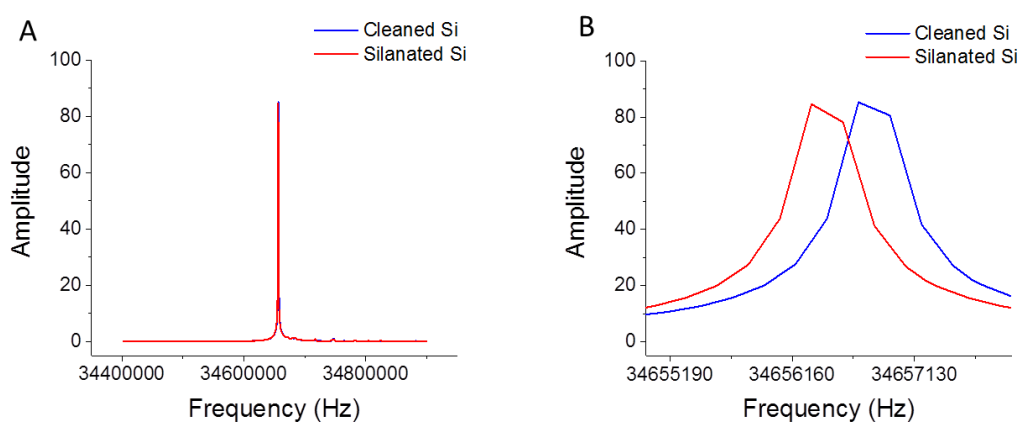 A
Cleaned Si
Silanated Si
100
80
60
40
20
0
Amplitude
34400000 34600000 34800000
Frequency (Hz)
B
Cleaned Si
Silanated Si
100
80
60
40
20
0
Amplitude
34655190 34656160 34657130
Frequency (Hz)